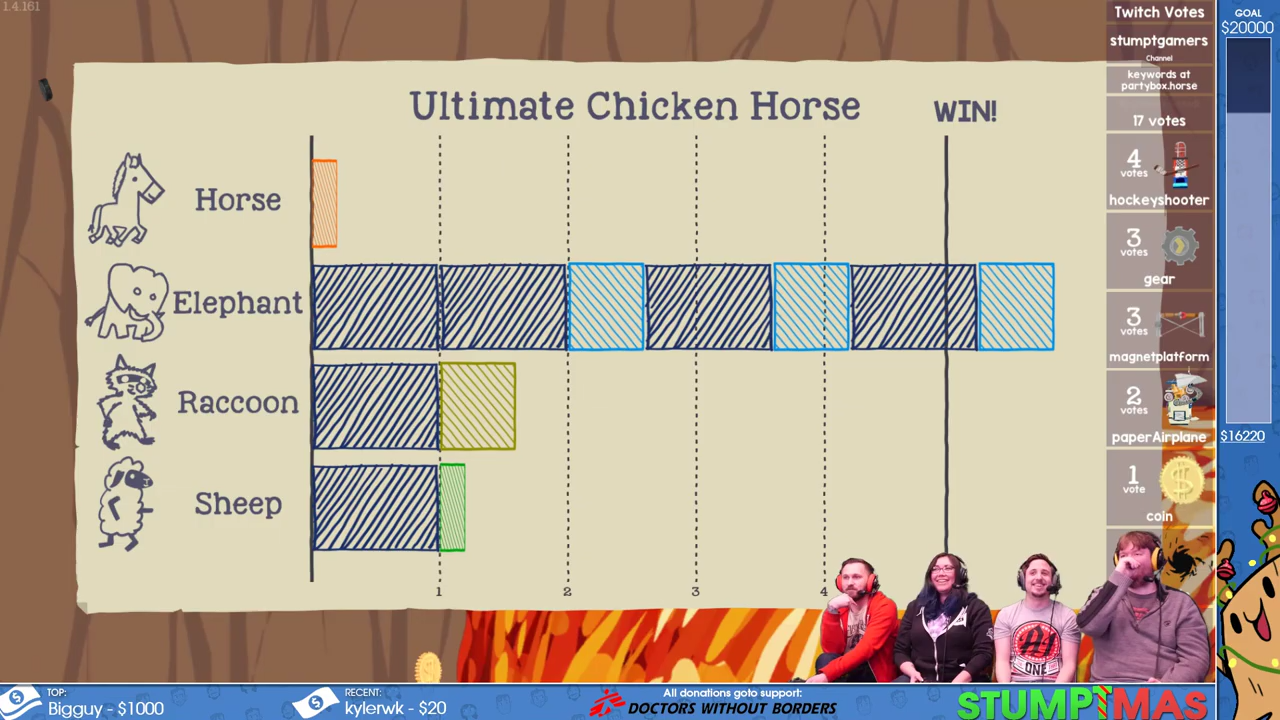 1.4.161
Ultimate Chicken Horse
WIN!
Horse
Elephant
Raccoon
Sheep
1
2
3
4
Twitch Votes
stumptgamers
Channel
keywords at
partybox.horse
17 votes
4
votes
hockeyshooter
3
votes
gear
3
votes
magnetplatform
2
votes
paperAirplane
1
vote
coin
GOAL
$20000
$16220
ONE
TOP:
Bigguy - $1000
RECENT:
kylerwk - $20
All donations goto support:
DOCTORS WITHOUT BORDERS
STUMPTMAS